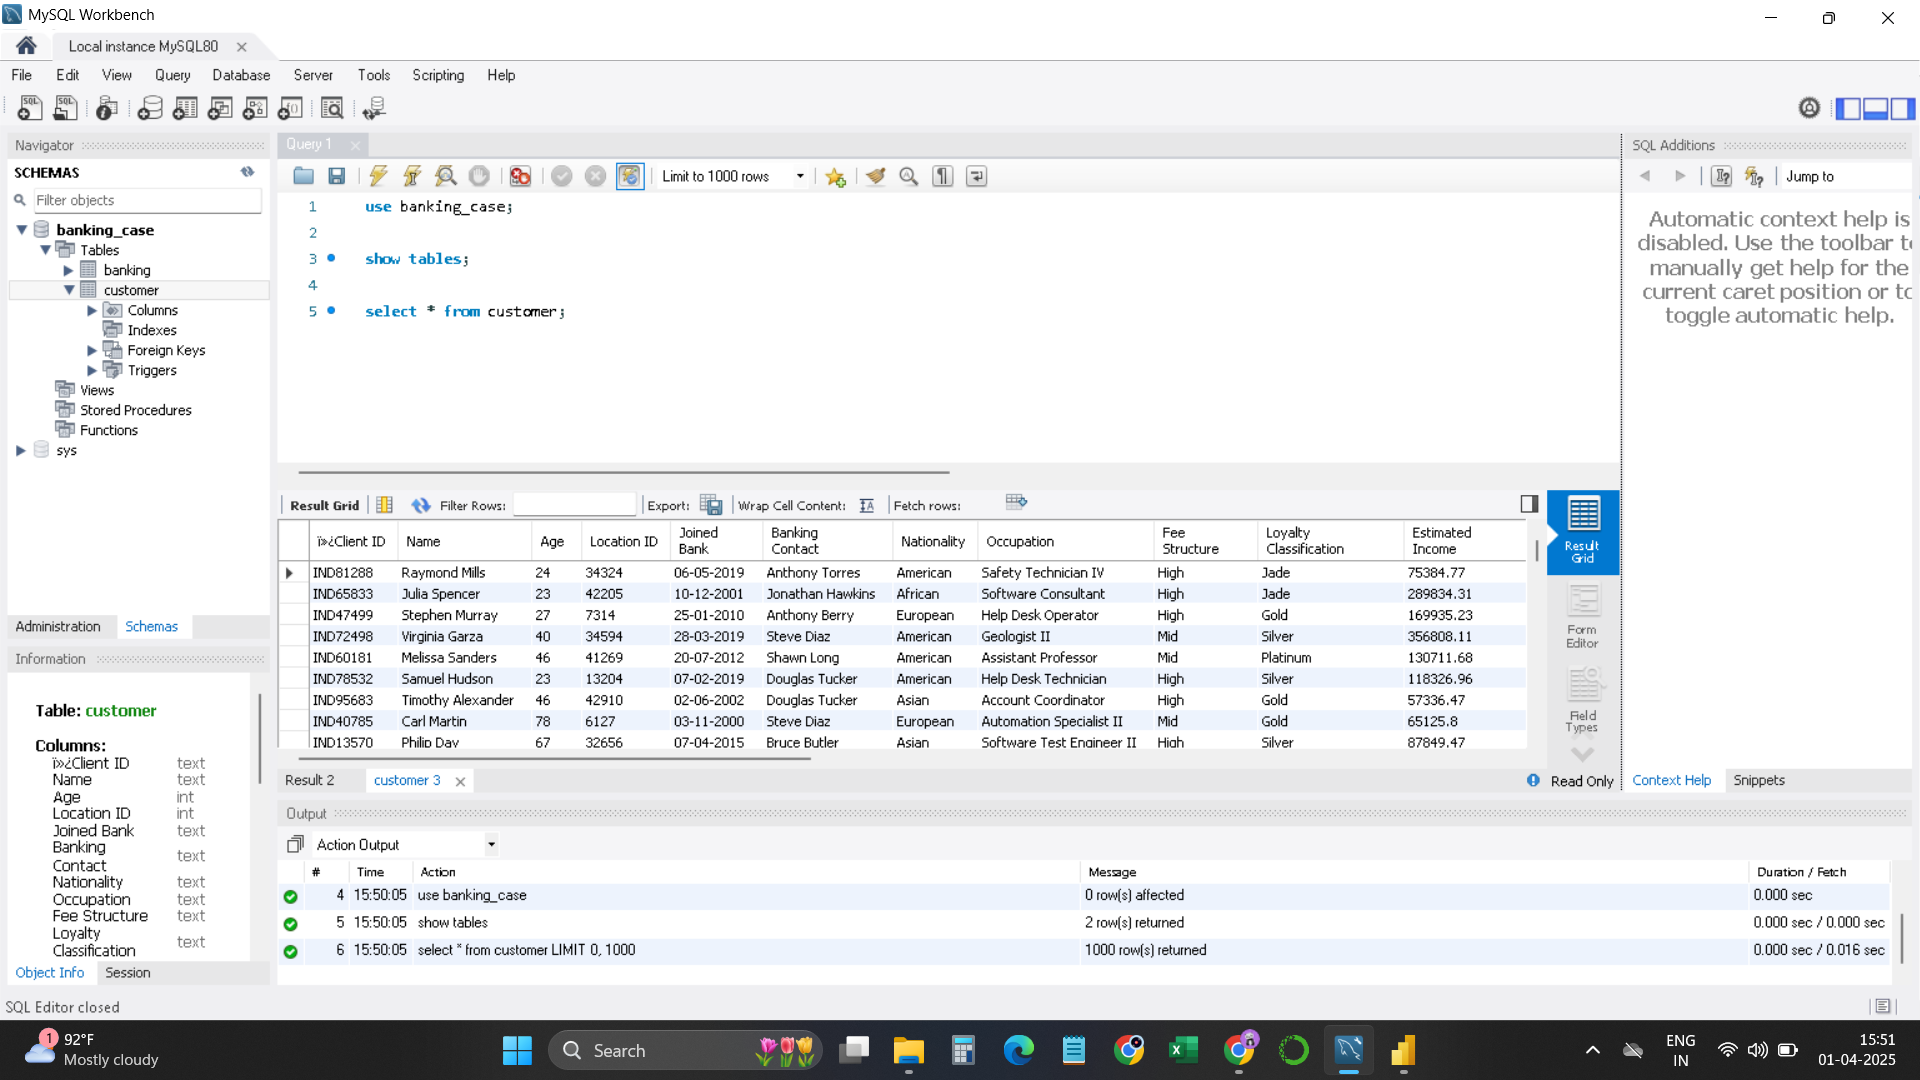 MySQL Workbench
Local instance MySQL80
File Edit View Query Database Server Tools Scripting Help
Navigator
SCHEMAS
Filter objects
banking_case
Tables
banking
customer
Columns
Indexes
Foreign Keys
Triggers
Views
Stored Procedures
Functions
sys
Administration Schemas
Information
Table: customer
Columns:
ï»¿Client ID text
Name text
Age int
Location ID int
Joined Bank text
Banking Contact text
Nationality text
Occupation text
Fee Structure text
Loyalty Classification text
Object Info Session
Query 1
Limit to 1000 rows
1 use banking_case;
2
3 show tables;
4
5 select * from customer;
Result Grid Filter Rows: Export: Wrap Cell Content: Fetch rows:
ï»¿Client ID Name Age Location ID Joined Bank Banking Contact Nationality Occupation Fee Structure Loyalty Classification Estimated Income
IND81288 Raymond Mills 24 34324 06-05-2019 Anthony Torres American Safety Technician IV High Jade 75384.77
IND65833 Julia Spencer 23 42205 10-12-2001 Jonathan Hawkins African Software Consultant High Jade 289834.31
IND47499 Stephen Murray 27 7314 25-01-2010 Anthony Berry European Help Desk Operator High Gold 169935.23
IND72498 Virginia Garza 40 34594 28-03-2019 Steve Diaz American Geologist II Mid Silver 356808.11
IND60181 Melissa Sanders 46 41269 20-07-2012 Shawn Long American Assistant Professor Mid Platinum 130711.68
IND78532 Samuel Hudson 23 13204 07-02-2019 Douglas Tucker American Help Desk Technician High Silver 118326.96
IND95683 Timothy Alexander 46 42910 02-06-2002 Douglas Tucker Asian Account Coordinator High Gold 57336.47
IND40785 Carl Martin 78 6127 03-11-2000 Steve Diaz European Automation Specialist II Mid Gold 65125.8
IND13570 Philip Day 67 32656 07-04-2015 Bruce Butler Asian Software Test Engineer II High Silver 87849.47
Result Grid
Form Editor
Field Types
Result 2 customer 3 Read Only
SQL Additions
Jump to
Automatic context help is
disabled. Use the toolbar to
manually get help for the
current caret position or to
toggle automatic help.
Context Help Snippets
Output
Action Output
# Time Action Message Duration / Fetch
4 15:50:05 use banking_case 0 row(s) affected 0.000 sec
5 15:50:05 show tables 2 row(s) returned 0.000 sec / 0.000 sec
6 15:50:05 select * from customer LIMIT 0, 1000 1000 row(s) returned 0.000 sec / 0.016 sec
SQL Editor closed
1
92°F
Mostly cloudy
Search
ENG
IN
15:51
01-04-2025